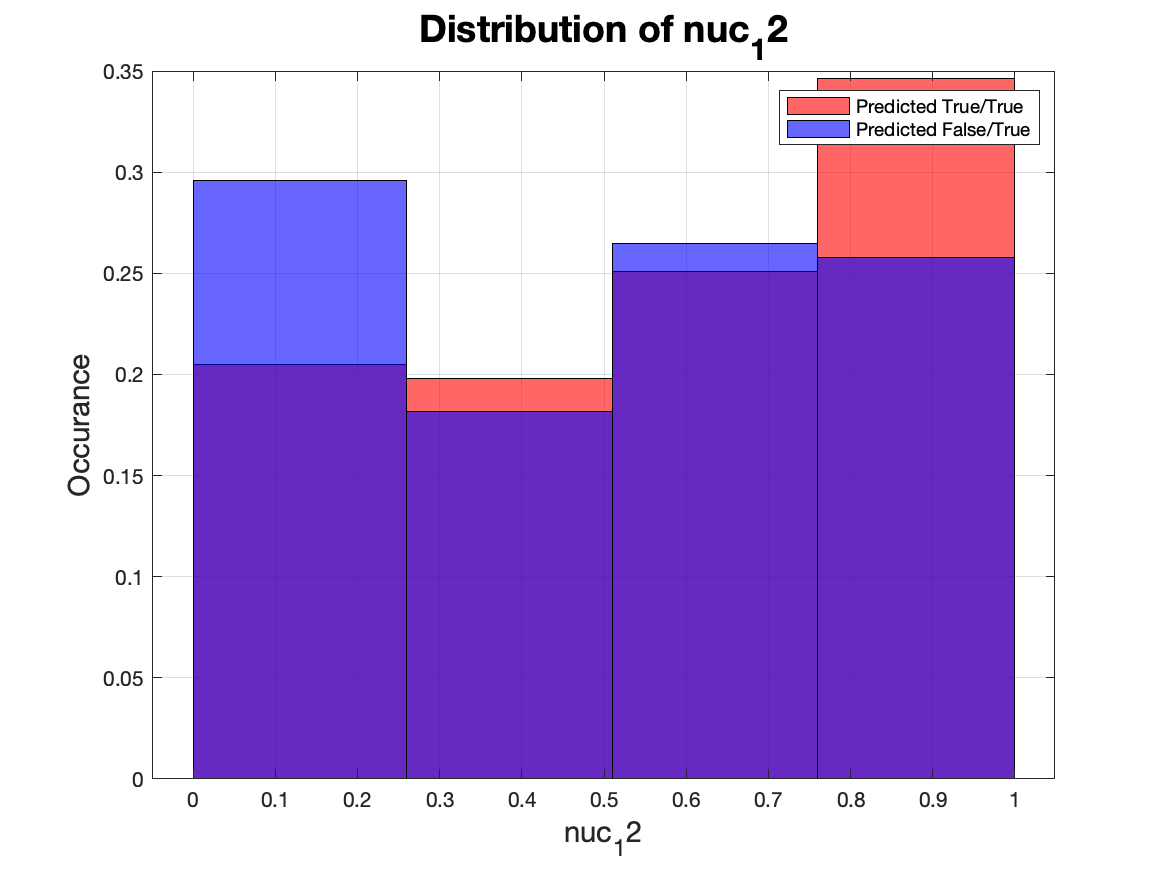 Distribution of nuc₁2
0.35
0.3
0.25
0.2
0.15
0.1
0.05
0
Occurance
Predicted True/True
Predicted False/True
0 0.1 0.2 0.3 0.4 0.5 0.6 0.7 0.8 0.9 1
nuc₁2